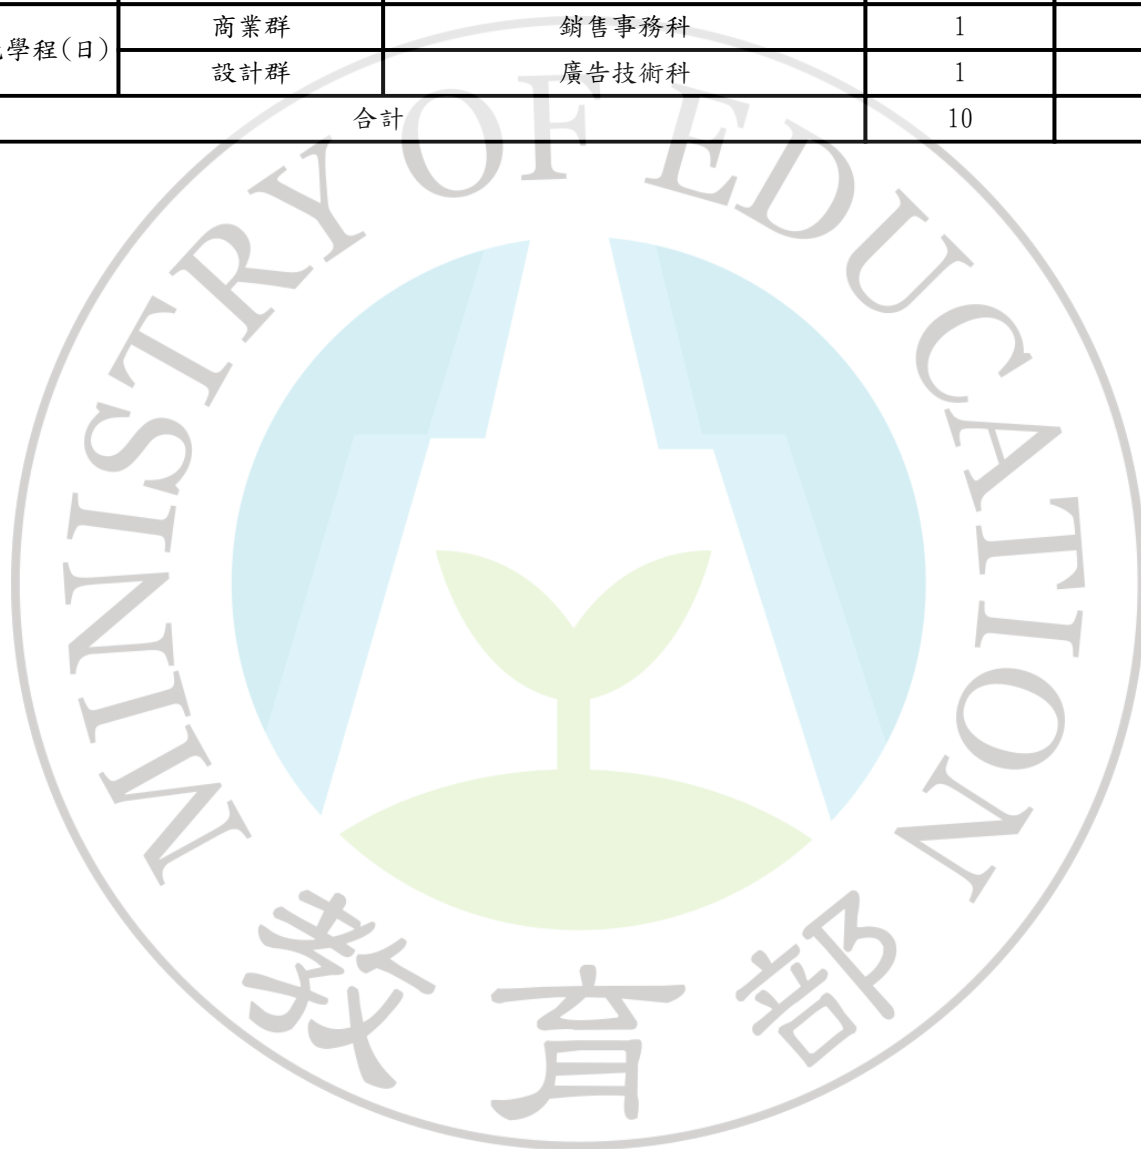 商業群 銷售事務科 1
學程(日)
設計群 廣告技術科 1
合計 10
MINISTRY OF EDUCATION
教育部